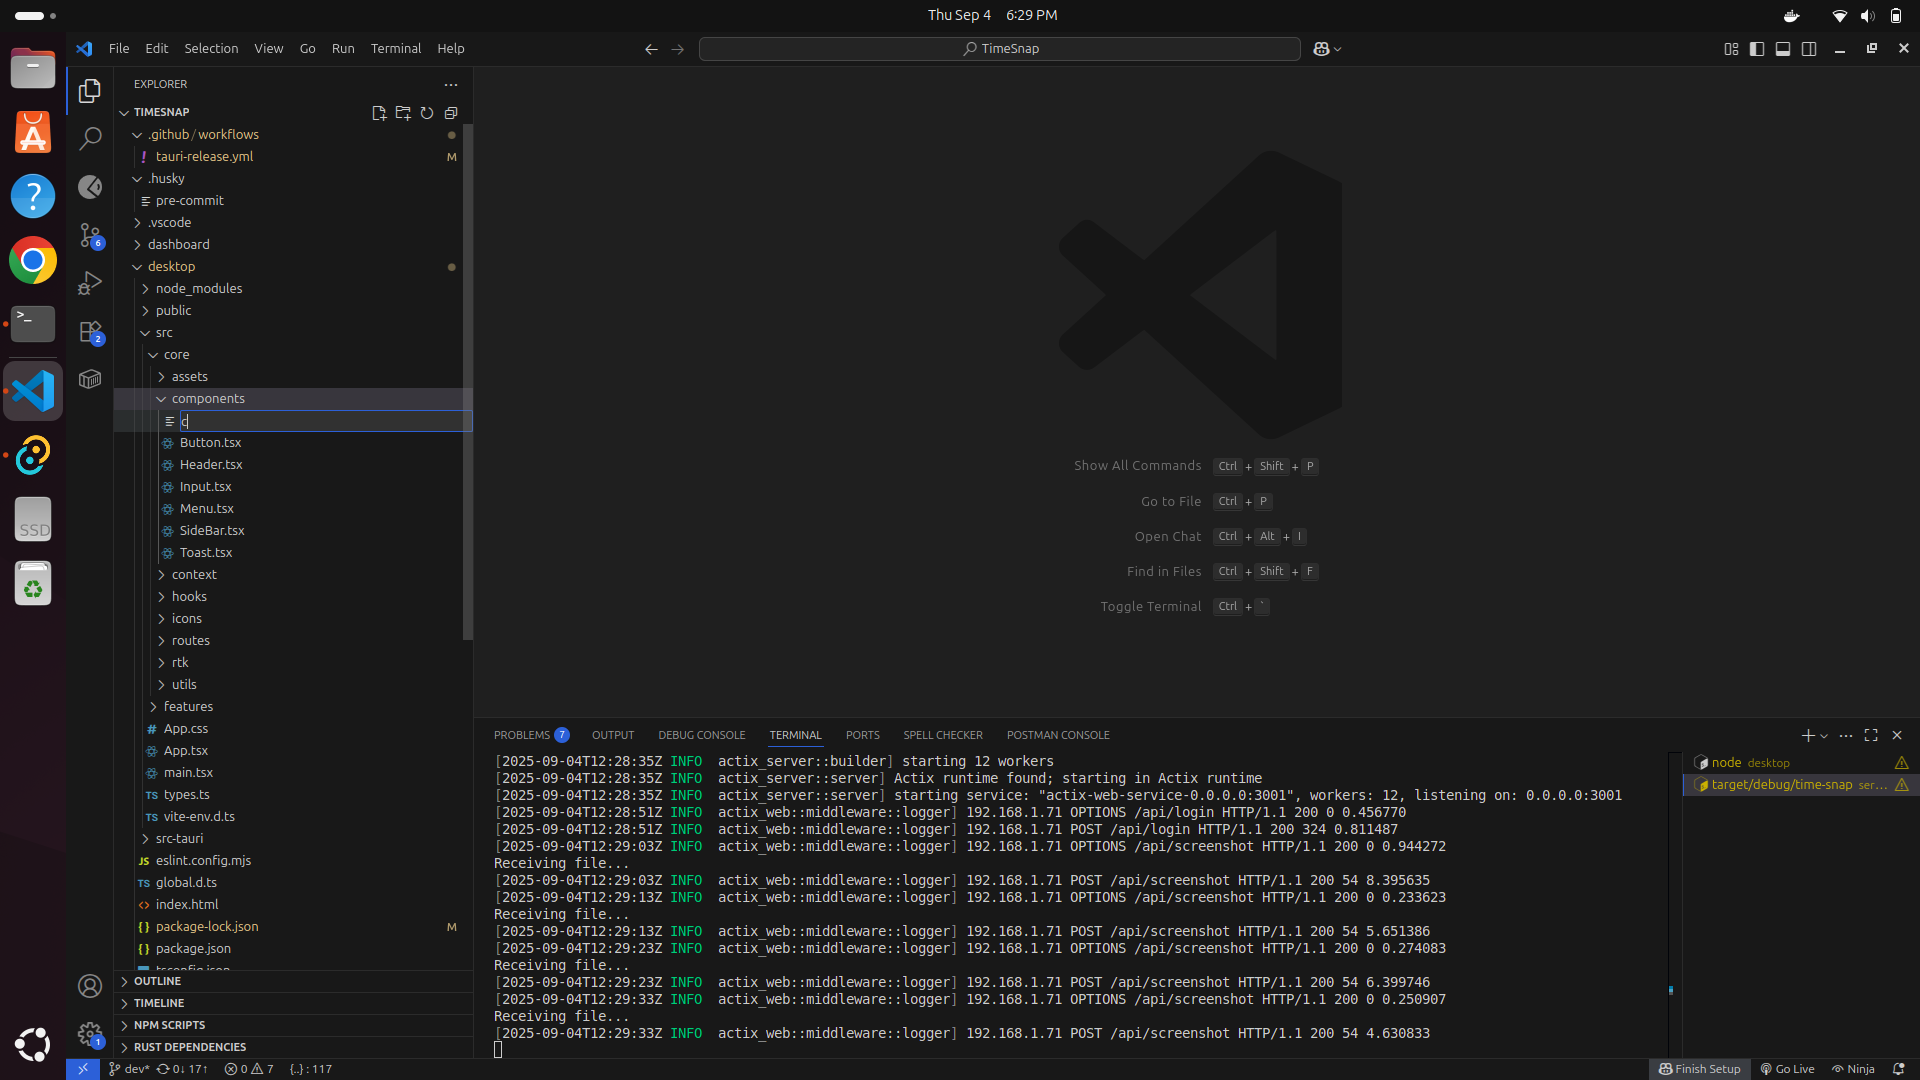 Thu Sep 4 6:29 PM
File Edit Selection View Go Run Terminal Help
TimeSnap
EXPLORER
TIMESNAP
.github / workflows
tauri-release.yml M
.husky
pre-commit
.vscode
dashboard
desktop
node_modules
public
src
core
assets
components
c
Button.tsx
Header.tsx
Input.tsx
Menu.tsx
SideBar.tsx
Toast.tsx
context
hooks
icons
routes
rtk
utils
features
# App.css
App.tsx
main.tsx
TS types.ts
TS vite-env.d.ts
src-tauri
JS eslint.config.mjs
TS global.d.ts
<> index.html
{ } package-lock.json M
{ } package.json
tsconfig.json
OUTLINE
TIMELINE
NPM SCRIPTS
RUST DEPENDENCIES
6
2
1
SSD
Show All Commands Ctrl + Shift + P
Go to File Ctrl + P
Open Chat Ctrl + Alt + I
Find in Files Ctrl + Shift + F
Toggle Terminal Ctrl + `
PROBLEMS 7 OUTPUT DEBUG CONSOLE TERMINAL PORTS SPELL CHECKER POSTMAN CONSOLE
[2025-09-04T12:28:35Z INFO actix_server::builder] starting 12 workers
[2025-09-04T12:28:35Z INFO actix_server::server] Actix runtime found; starting in Actix runtime
[2025-09-04T12:28:35Z INFO actix_server::server] starting service: "actix-web-service-0.0.0.0:3001", workers: 12, listening on: 0.0.0.0:3001
[2025-09-04T12:28:51Z INFO actix_web::middleware::logger] 192.168.1.71 OPTIONS /api/login HTTP/1.1 200 0 0.456770
[2025-09-04T12:28:51Z INFO actix_web::middleware::logger] 192.168.1.71 POST /api/login HTTP/1.1 200 324 0.811487
[2025-09-04T12:29:03Z INFO actix_web::middleware::logger] 192.168.1.71 OPTIONS /api/screenshot HTTP/1.1 200 0 0.944272
Receiving file...
[2025-09-04T12:29:03Z INFO actix_web::middleware::logger] 192.168.1.71 POST /api/screenshot HTTP/1.1 200 54 8.395635
[2025-09-04T12:29:13Z INFO actix_web::middleware::logger] 192.168.1.71 OPTIONS /api/screenshot HTTP/1.1 200 0 0.233623
Receiving file...
[2025-09-04T12:29:13Z INFO actix_web::middleware::logger] 192.168.1.71 POST /api/screenshot HTTP/1.1 200 54 5.651386
[2025-09-04T12:29:23Z INFO actix_web::middleware::logger] 192.168.1.71 OPTIONS /api/screenshot HTTP/1.1 200 0 0.274083
Receiving file...
[2025-09-04T12:29:23Z INFO actix_web::middleware::logger] 192.168.1.71 POST /api/screenshot HTTP/1.1 200 54 6.399746
[2025-09-04T12:29:33Z INFO actix_web::middleware::logger] 192.168.1.71 OPTIONS /api/screenshot HTTP/1.1 200 0 0.250907
Receiving file...
[2025-09-04T12:29:33Z INFO actix_web::middleware::logger] 192.168.1.71 POST /api/screenshot HTTP/1.1 200 54 4.630833
node desktop
target/debug/time-snap ser...
dev* 0↓ 17↑ 0 7 {..} : 117
Finish Setup Go Live Ninja